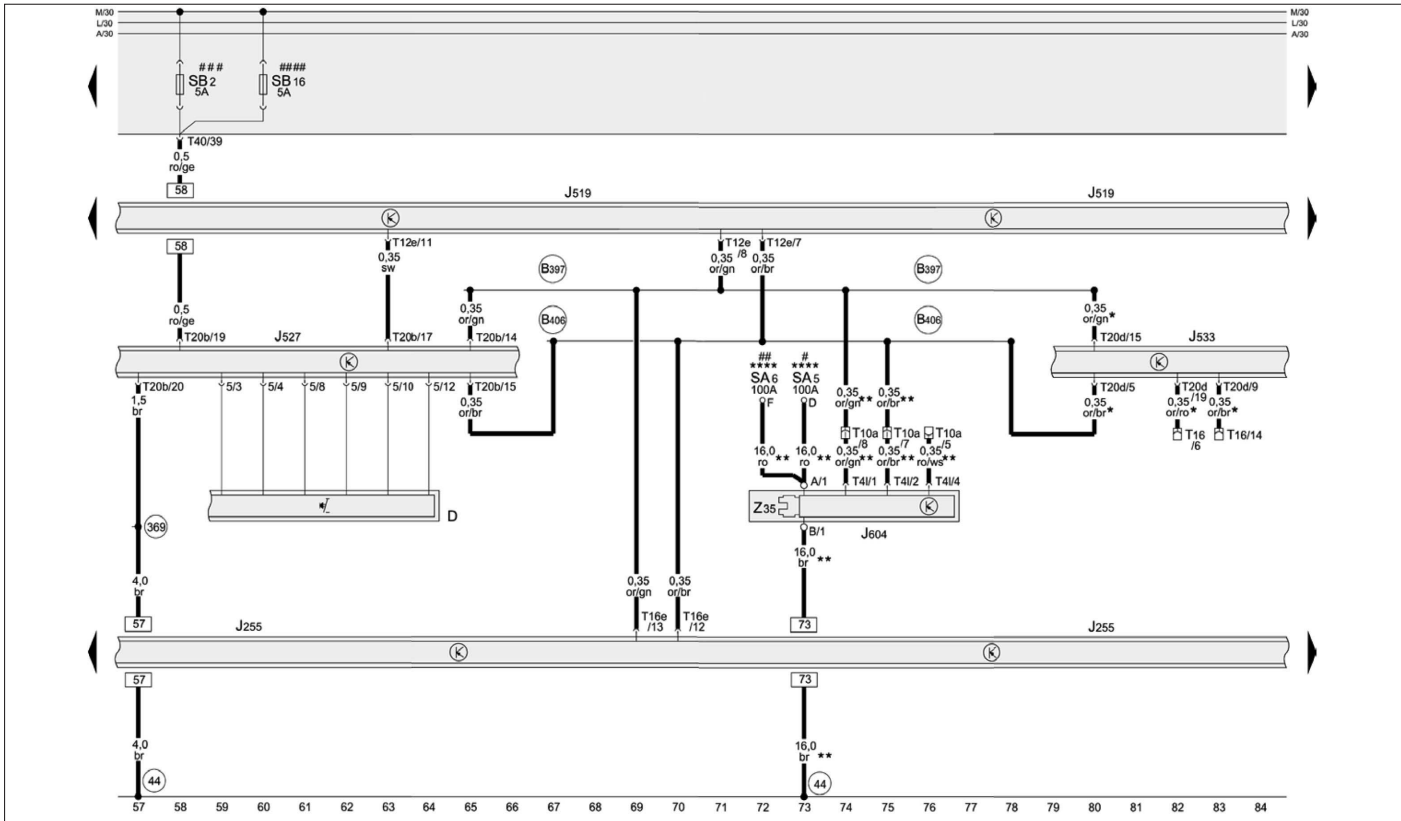 M/30 M/30
L/30 L/30
A/30 A/30
### ####
SB 2 SB 16
5A 5A
T40/39
0,5
ro/ge
58
J519 J519
58 T12e/11 T12e/8 T12e/7
0,35 0,35 0,35
sw or/gn or/br
B397 B397
0,5 0,35 0,35
ro/ge or/gn or/gn*
B406 B406
T20b/19 J527 T20b/17 T20b/14 T20d/15 J533
## #
**** ****
SA 6 SA 5
100A 100A
F D
T20b/20 5/3 5/4 5/8 5/9 5/10 5/12 T20b/15 T20d/5 T20d/19 T20d/9
1,5 0,35 0,35 0,35 0,35 0,35 0,35
br or/br or/gn** or/br** or/br* or/ro* or/br*
T10a/8 T10a/7 T10a/5 T16/6 T16/14
16,0 16,0 0,35 0,35 0,35
ro ** ro ** or/gn** or/br** ro/ws**
A/1 T4l/1 T4l/2 T4l/4
Z35
D
369
B/1 J604
16,0
br **
4,0 0,35 0,35
br or/gn or/br
57 J255 T16e/13 T16e/12 73 J255
57 73
4,0 16,0
br br **
44 44
57 58 59 60 61 62 63 64 65 66 67 68 69 70 71 72 73 74 75 76 77 78 79 80 81 82 83 84